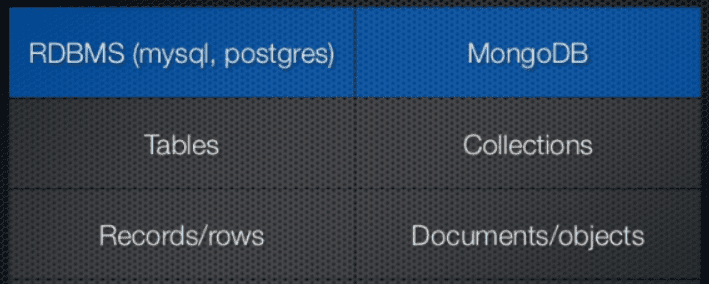 RDBMS (mysql, postgres) MongoDB
Tables Collections
Records/rows Documents/objects